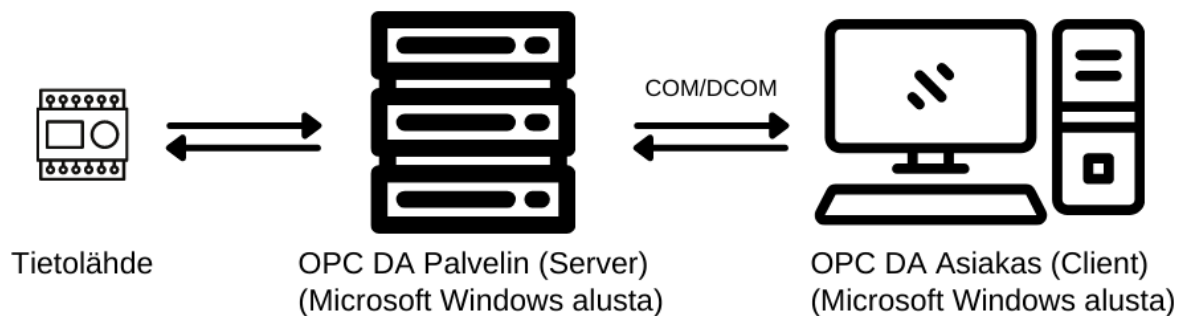 COM/DCOM
Tietolähde
OPC DA Palvelin (Server)
(Microsoft Windows alusta)
OPC DA Asiakas (Client)
(Microsoft Windows alusta)